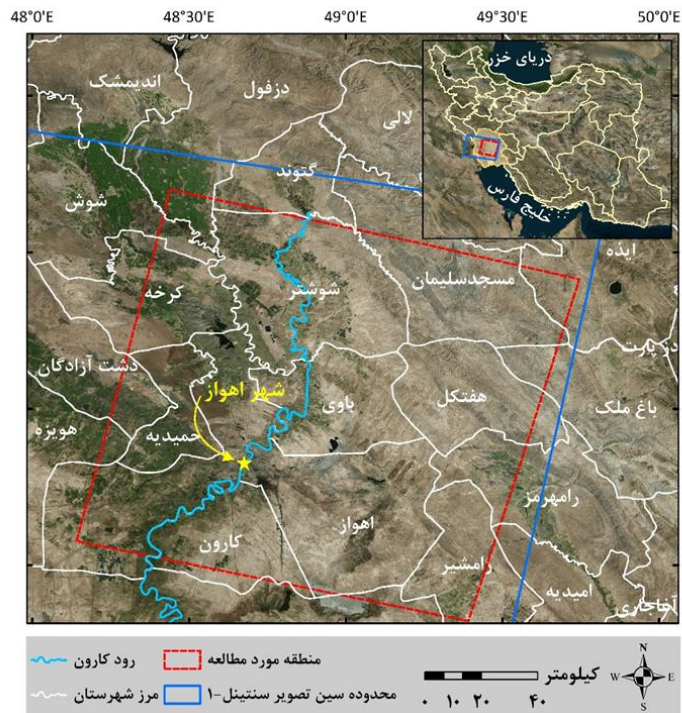 48°0'E 48°30'E 49°0'E 49°30'E 50°0'E
دریای خزر
خلیج فارس
اندیمشک
دزفول
لالی
گتوند
شوش
ایذه
مسجدسلیمان
شوشتر
کرخه
دزپارت
دشت آزادگان
شهر اهواز
هفتکل
باغ ملک
باوی
حمیدیه
هویزه
رامهرمز
اهواز
کارون
رامشیر
امیدیه
آغاجاری
رود کارون
منطقه مورد مطالعه
مرز شهرستان
محدوده سین تصویر سنتینل-۱
کیلومتر
۰ ۱۰ ۲۰ ۴۰
N
W E
S